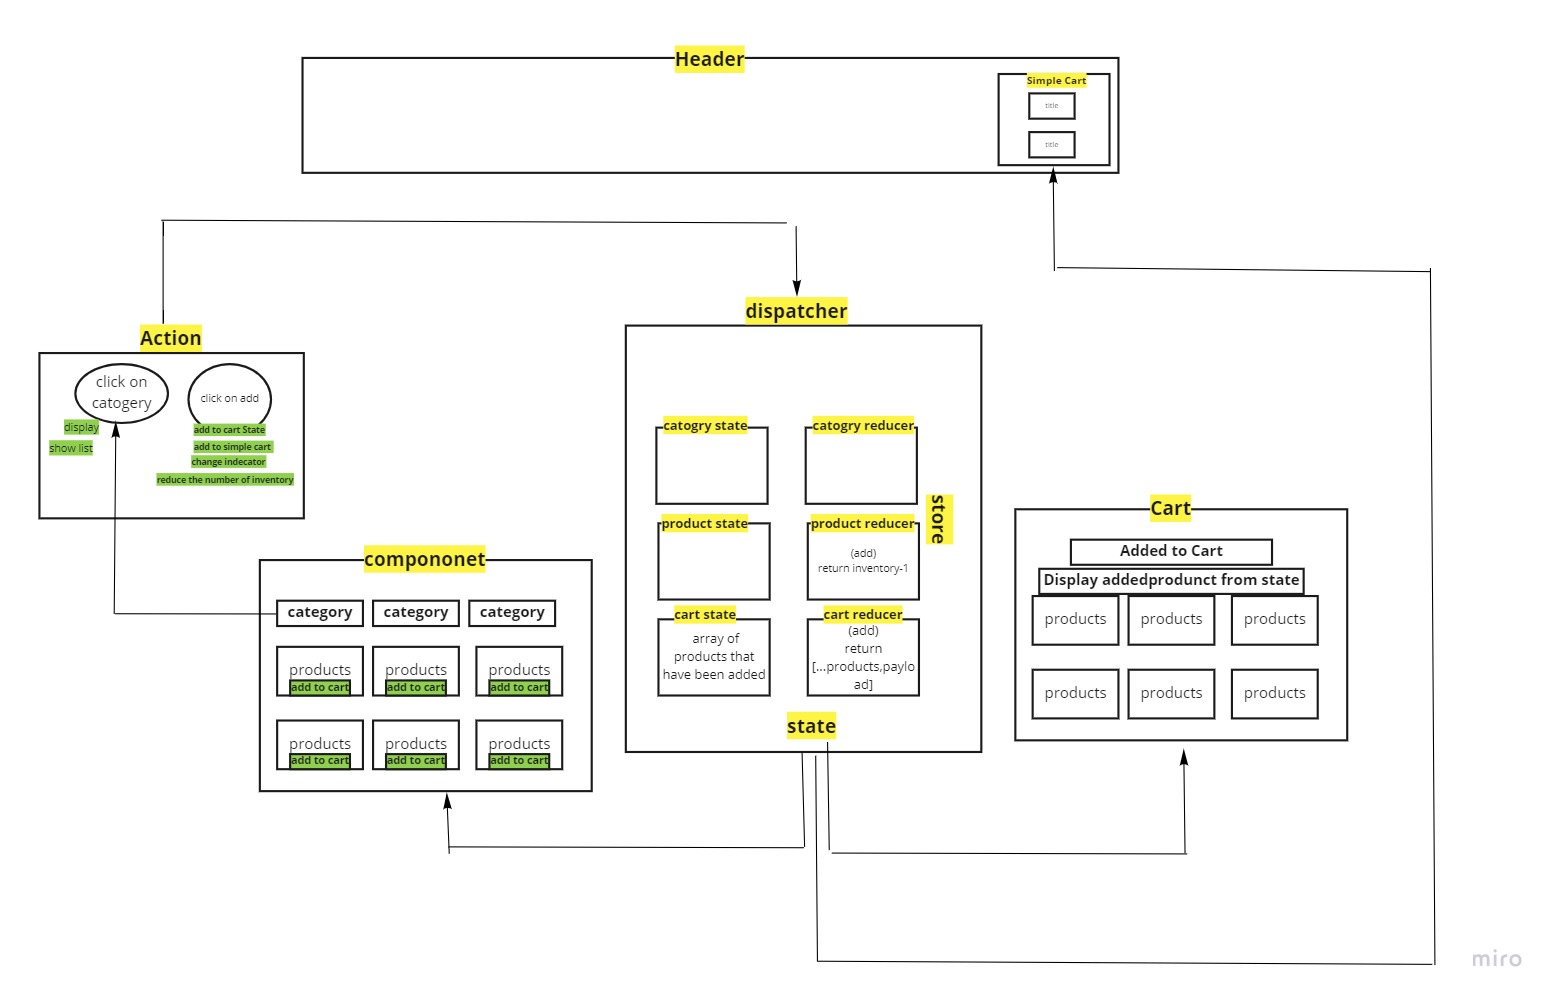 Header
Simple Cart
title
title
Action
click on
catogery
display
show list
click on add
add to cart State
add to simple cart
change indecator
reduce the number of inventory
compononet
category
category
category
products
add to cart
products
add to cart
products
add to cart
products
add to cart
products
add to cart
products
add to cart
dispatcher
catogry state
catogry reducer
product state
product reducer
(add)
return inventory-1
store
cart state
array of
products that
have been added
cart reducer
(add)
return
[...products,paylo
ad]
state
Cart
Added to Cart
Display addedprodunct from state
products
products
products
products
products
products
miro